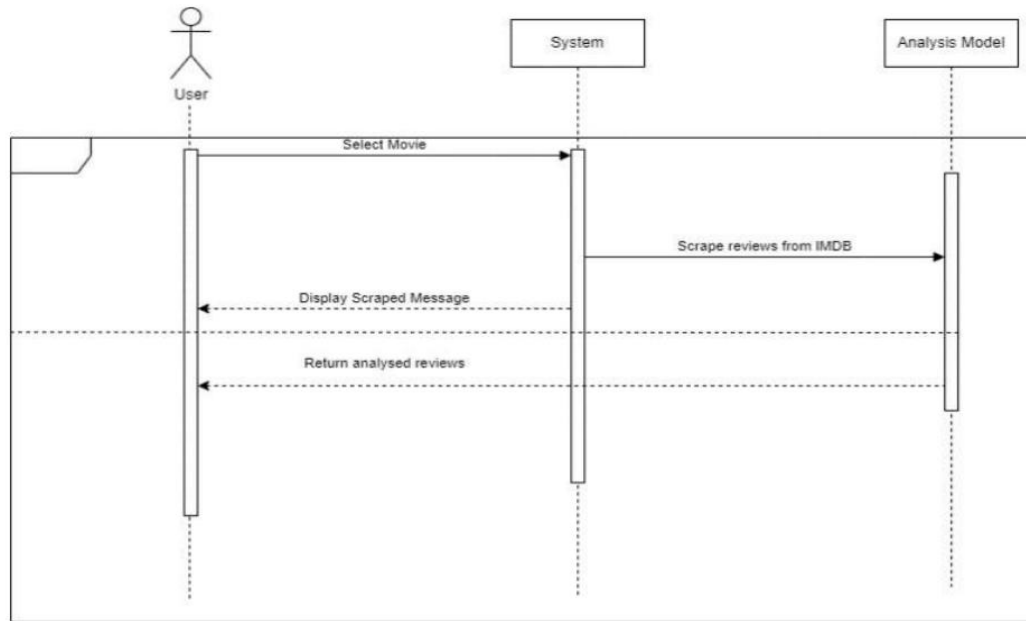 System
Analysis Model
User
Select Movie
Scrape reviews from IMDB
Display Scraped Message
Return analysed reviews